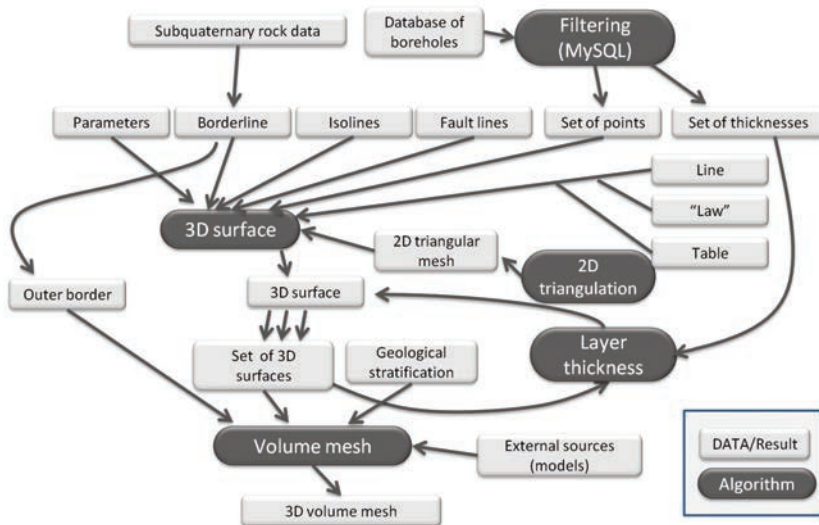 Subquaternary rock data
Database of
boreholes
Filtering
(MySQL)
Parameters
Borderline
Isolines
Fault lines
Set of points
Set of thicknesses
Line
"Law"
Table
3D surface
2D triangular
mesh
2D
triangulation
Outer border
3D surface
Layer
thickness
Set of 3D
surfaces
Geological
stratification
Volume mesh
External sources
(models)
3D volume mesh
DATA/Result
Algorithm